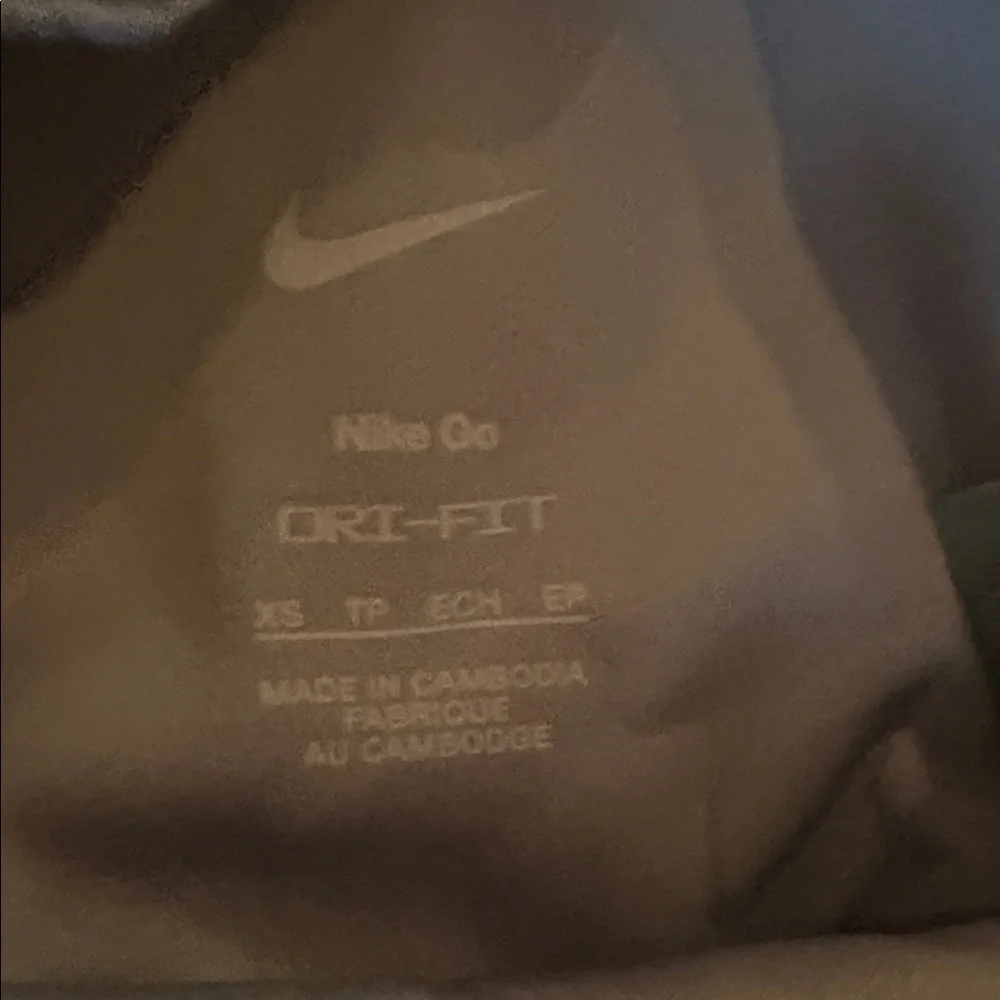 Nike Go
DRI-FIT
XS TP ECH EP
MADE IN CAMBODIA
FABRIQUE
AU CAMBODGE